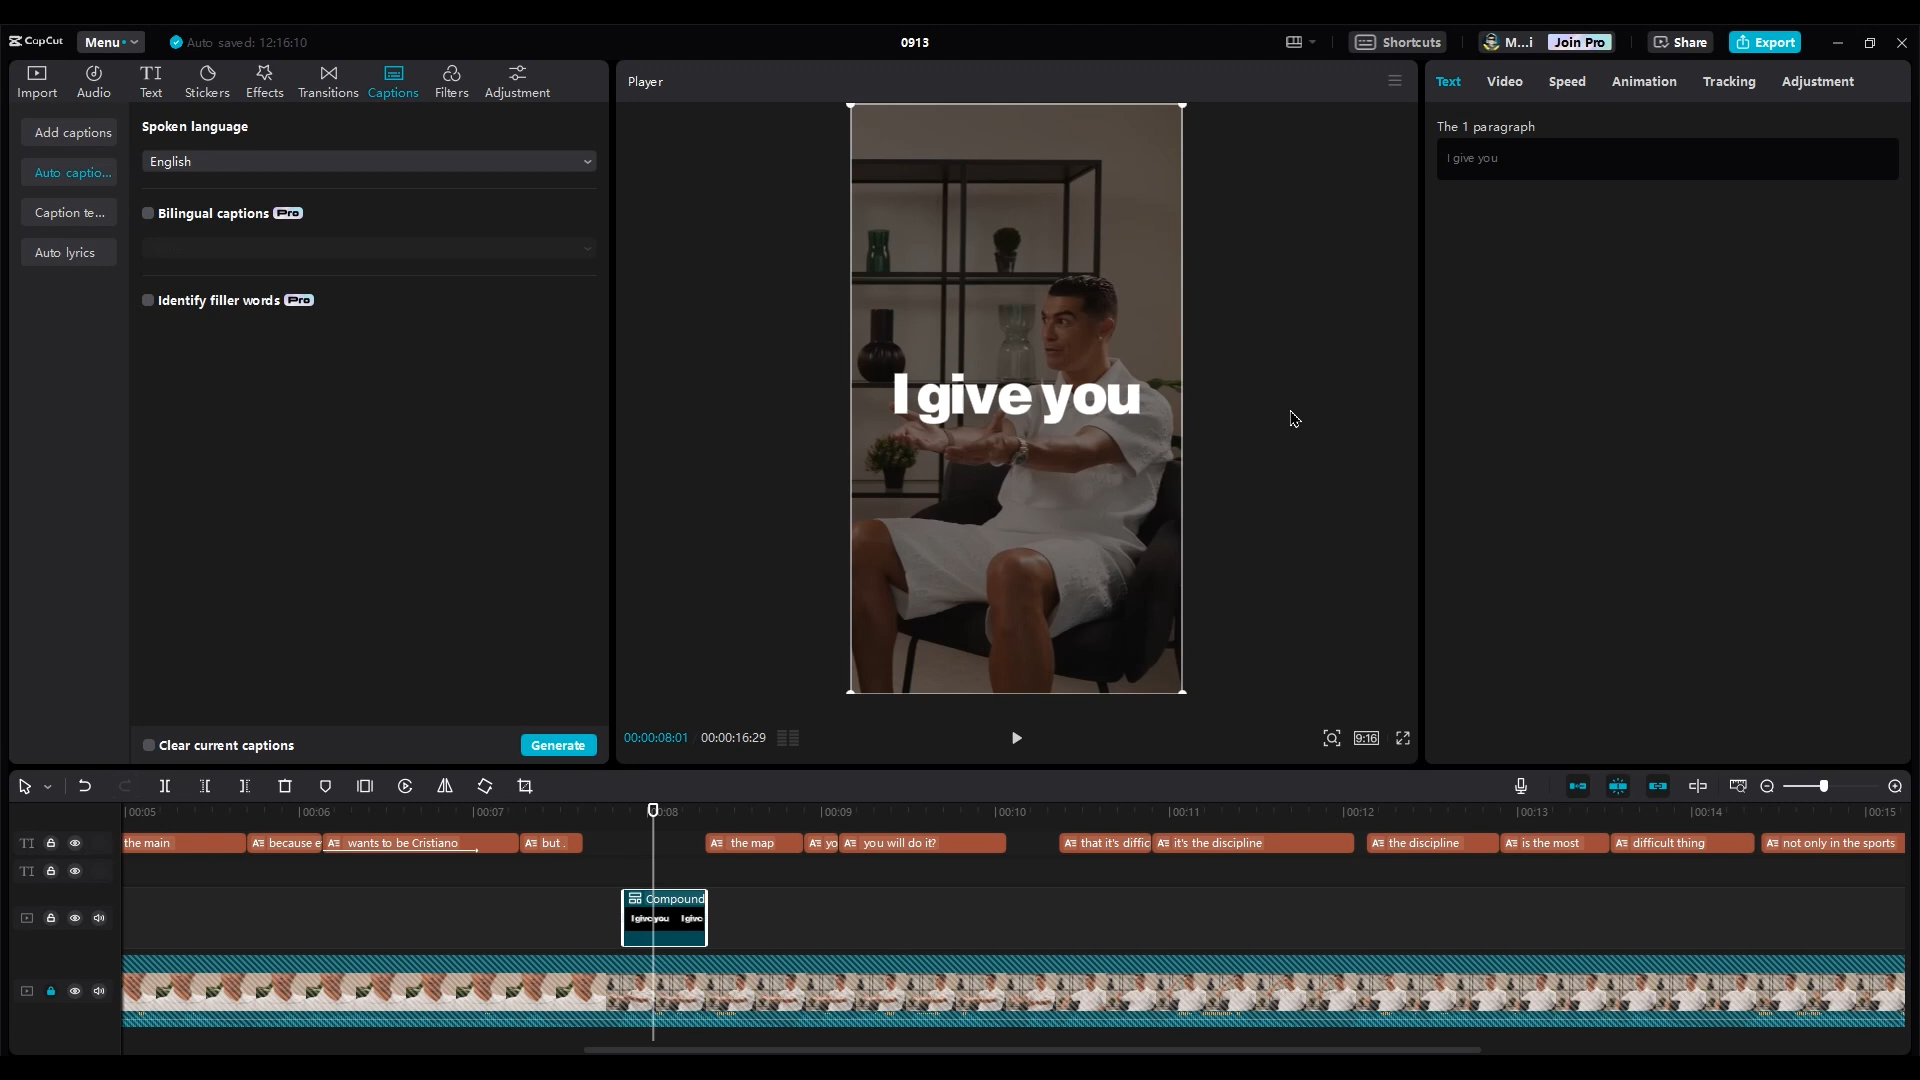 CapCut
Menu
Auto saved: 12:16:10
0913
Shortcuts
M...i
Join Pro
Share
Export
Import
Audio
Text
Stickers
Effects
Transitions
Captions
Filters
Adjustment
Add captions
Auto captio...
Caption te...
Auto lyrics
Spoken language
English
Bilingual captions Pro
Identify filler words Pro
Clear current captions
Generate
Player
I give you
00:00:08:01
00:00:16:29
9:16
Text
Video
Speed
Animation
Tracking
Adjustment
The 1 paragraph
I give you
00:05
00:06
00:07
00:08
00:09
00:10
00:11
00:12
00:13
00:14
00:15
the main
because e
wants to be Cristiano
but .
the map
yo
you will do it?
that it's diffic
it's the discipline
the discipline
is the most
difficult thing
not only in the sports
Compound
I give you
I give